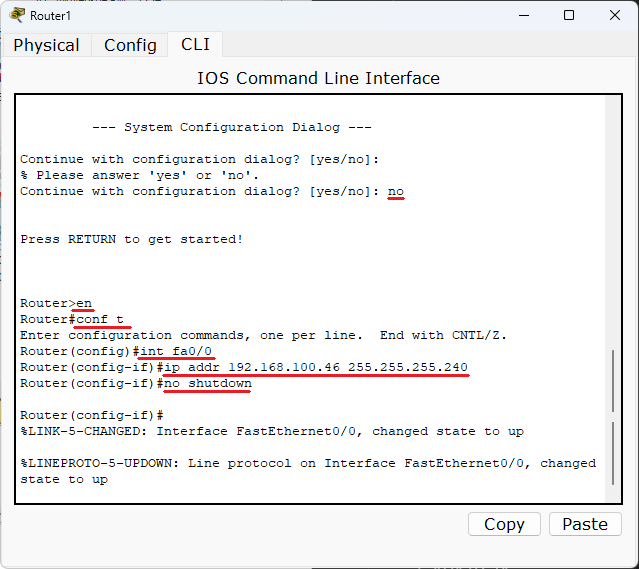 Router1
Physical Config CLI
IOS Command Line Interface
--- System Configuration Dialog ---
Continue with configuration dialog? [yes/no]:
% Please answer 'yes' or 'no'.
Continue with configuration dialog? [yes/no]: no
Press RETURN to get started!
Router>en
Router#conf t
Enter configuration commands, one per line.  End with CNTL/Z.
Router(config)#int fa0/0
Router(config-if)#ip addr 192.168.100.46 255.255.255.240
Router(config-if)#no shutdown
Router(config-if)#
%LINK-5-CHANGED: Interface FastEthernet0/0, changed state to up
%LINEPROTO-5-UPDOWN: Line protocol on Interface FastEthernet0/0, changed
state to up
Copy Paste